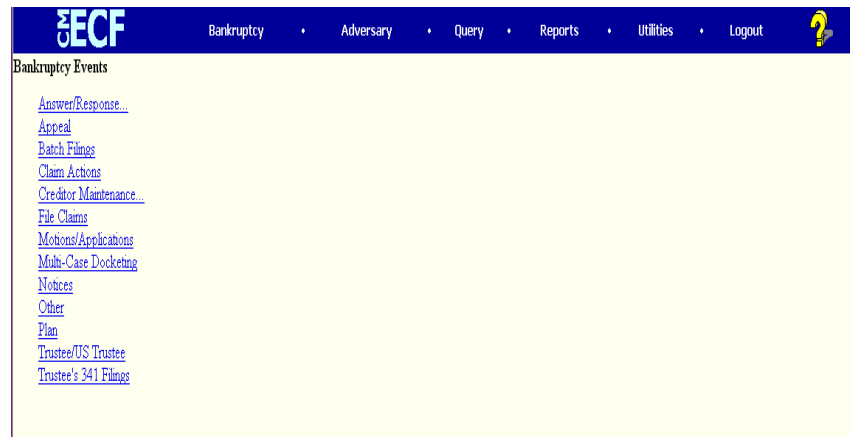 CM ECF Bankruptcy • Adversary • Query • Reports • Utilities • Logout ?
Bankruptcy Events
Answer/Response...
Appeal
Batch Filings
Claim Actions
Creditor Maintenance...
File Claims
Motions/Applications
Multi-Case Docketing
Notices
Other
Plan
Trustee/US Trustee
Trustee's 341 Filings